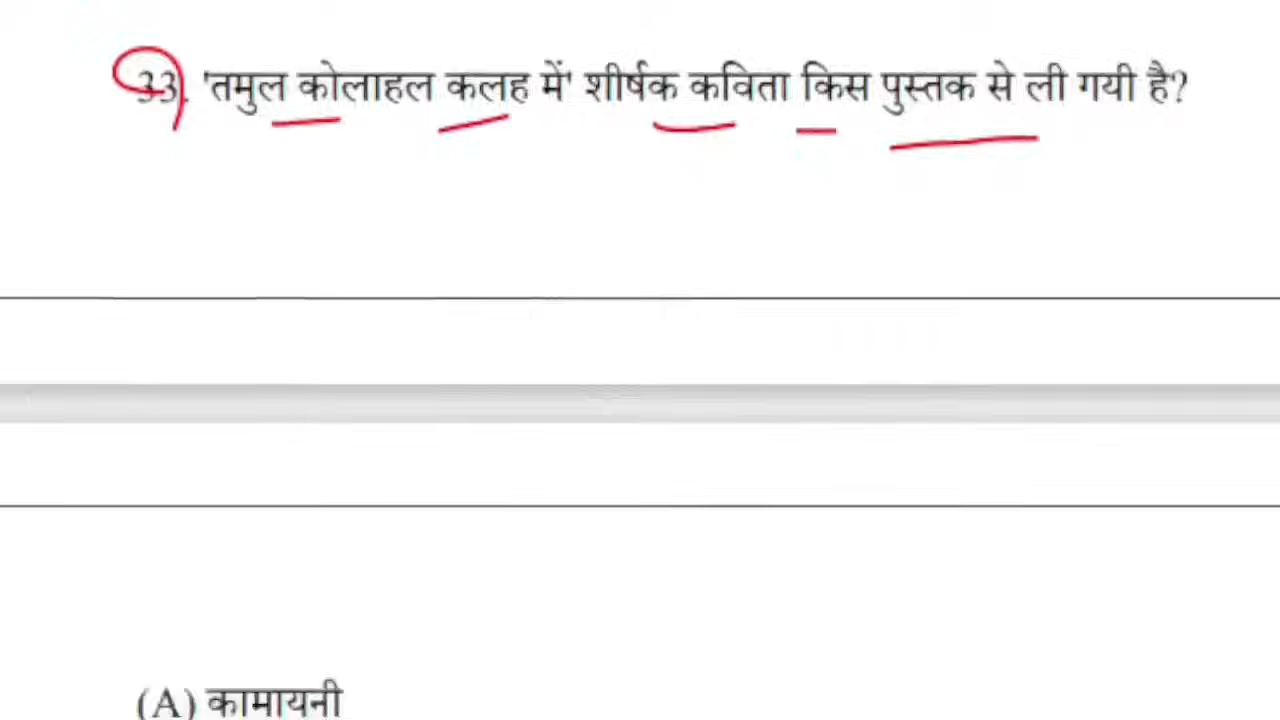 33. 'तमुल कोलाहल कलह में' शीर्षक कविता किस पुस्तक से ली गयी है?
(A) कामायनी